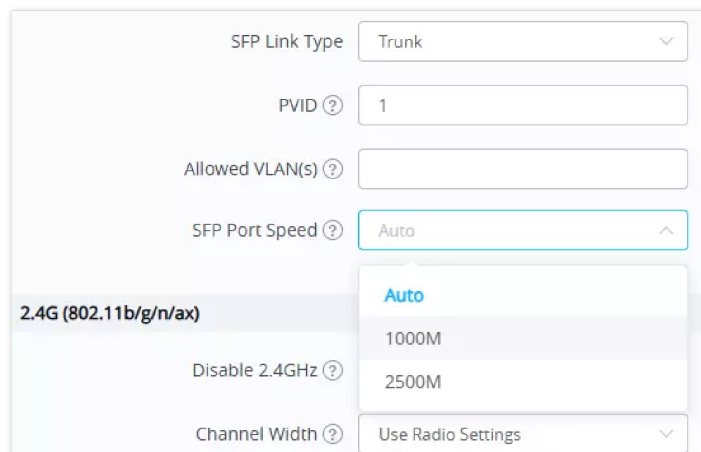 SFP Link Type Trunk
PVID ? 1
Allowed VLAN(s) ?
SFP Port Speed ? Auto
Auto
2.4G (802.11b/g/n/ax)
1000M
Disable 2.4GHz ?
2500M
Channel Width ? Use Radio Settings